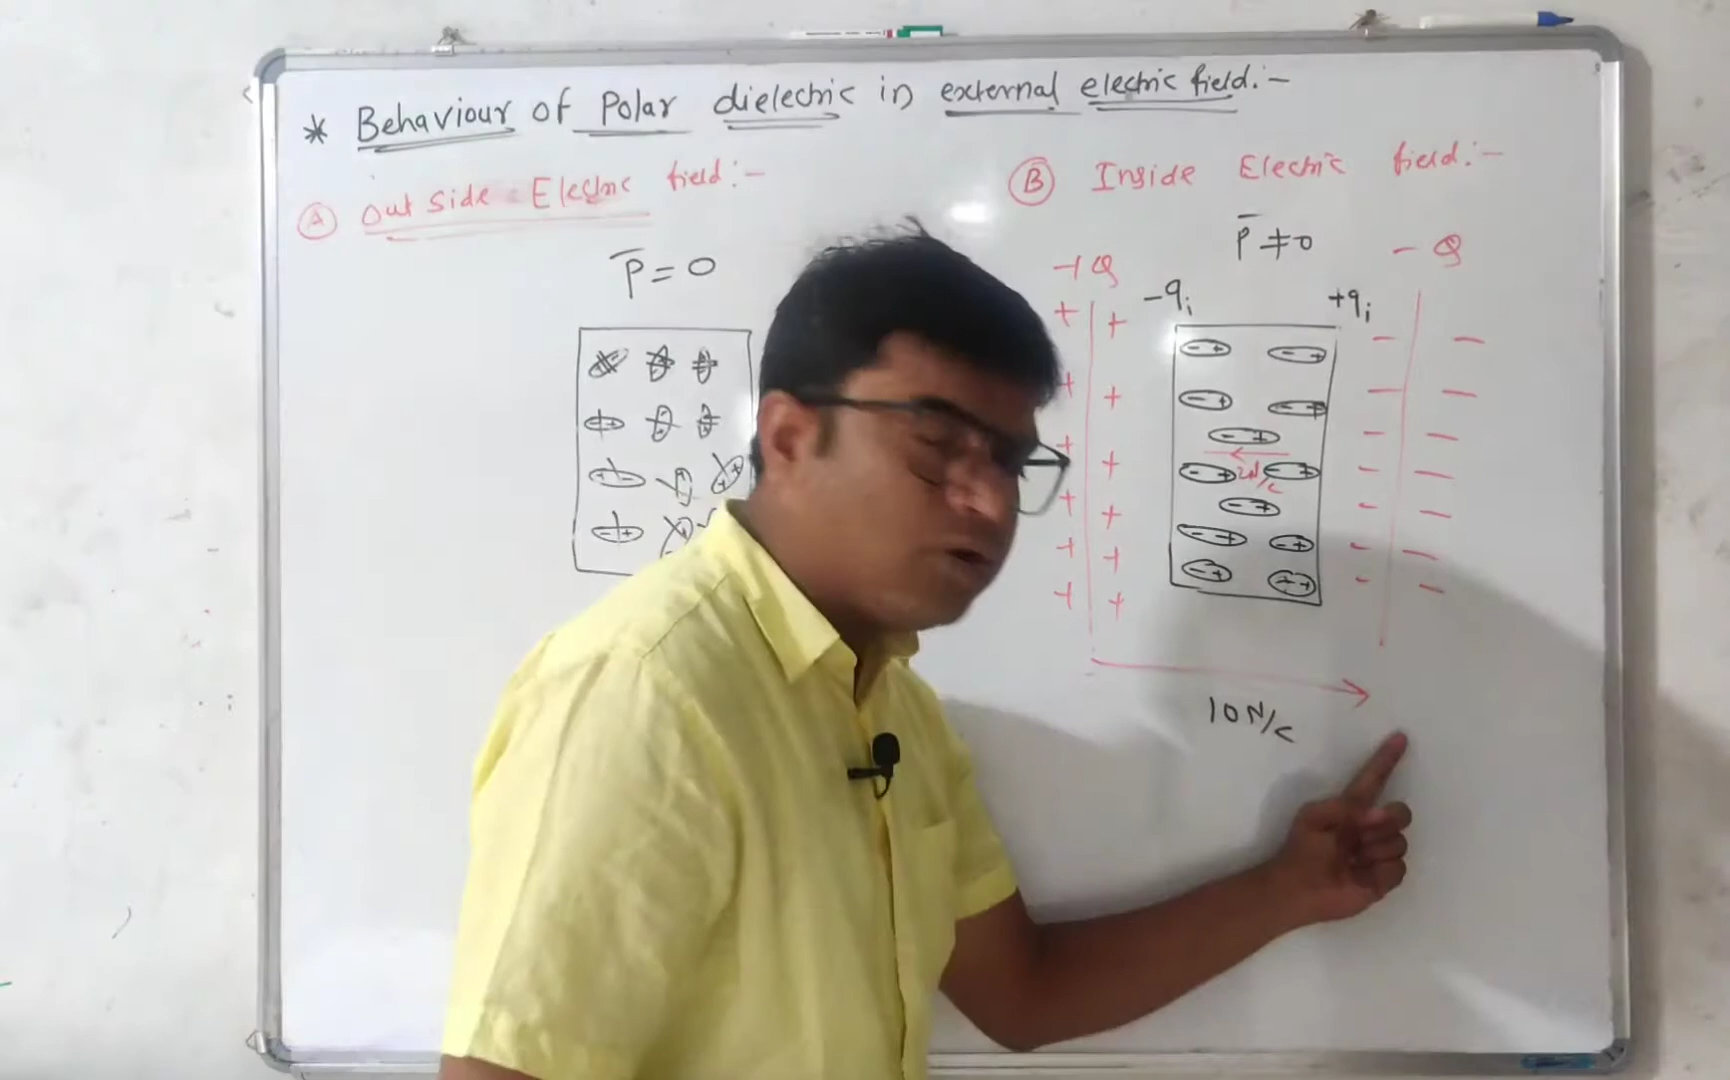 * Behaviour of Polar dielectric in external electric field:-
(A) Out side Electric field:-
P̅ = 0
(B) Inside Electric field:-
P̅ ≠ 0
+Q
- Q
-qi
+qi
2N/C
10 N/C